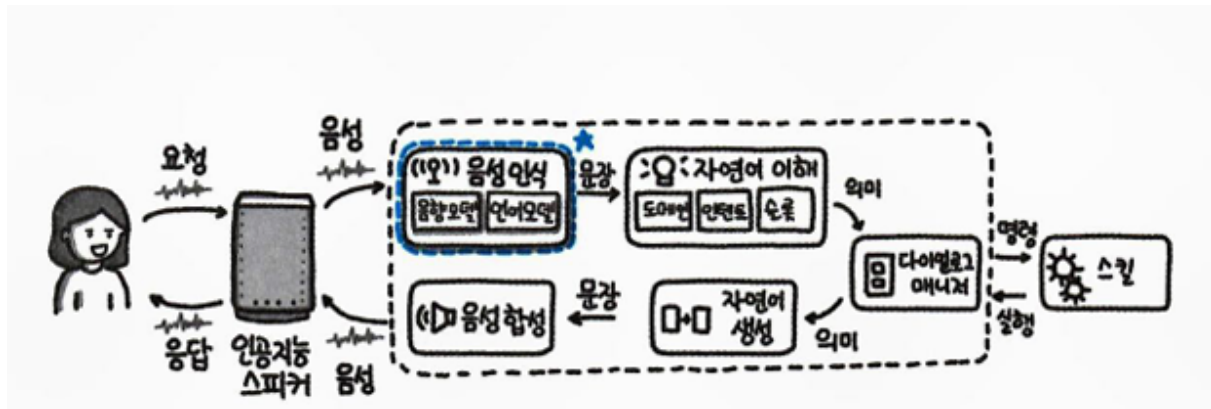 요청
음성
음성인식
음향모델
언어모델
문장
자연어 이해
도메인
인텐트
슬롯
의미
다이얼로그
매니저
명령
스킬
실행
의미
자연어
생성
문장
음성 합성
음성
인공지능
스피커
응답